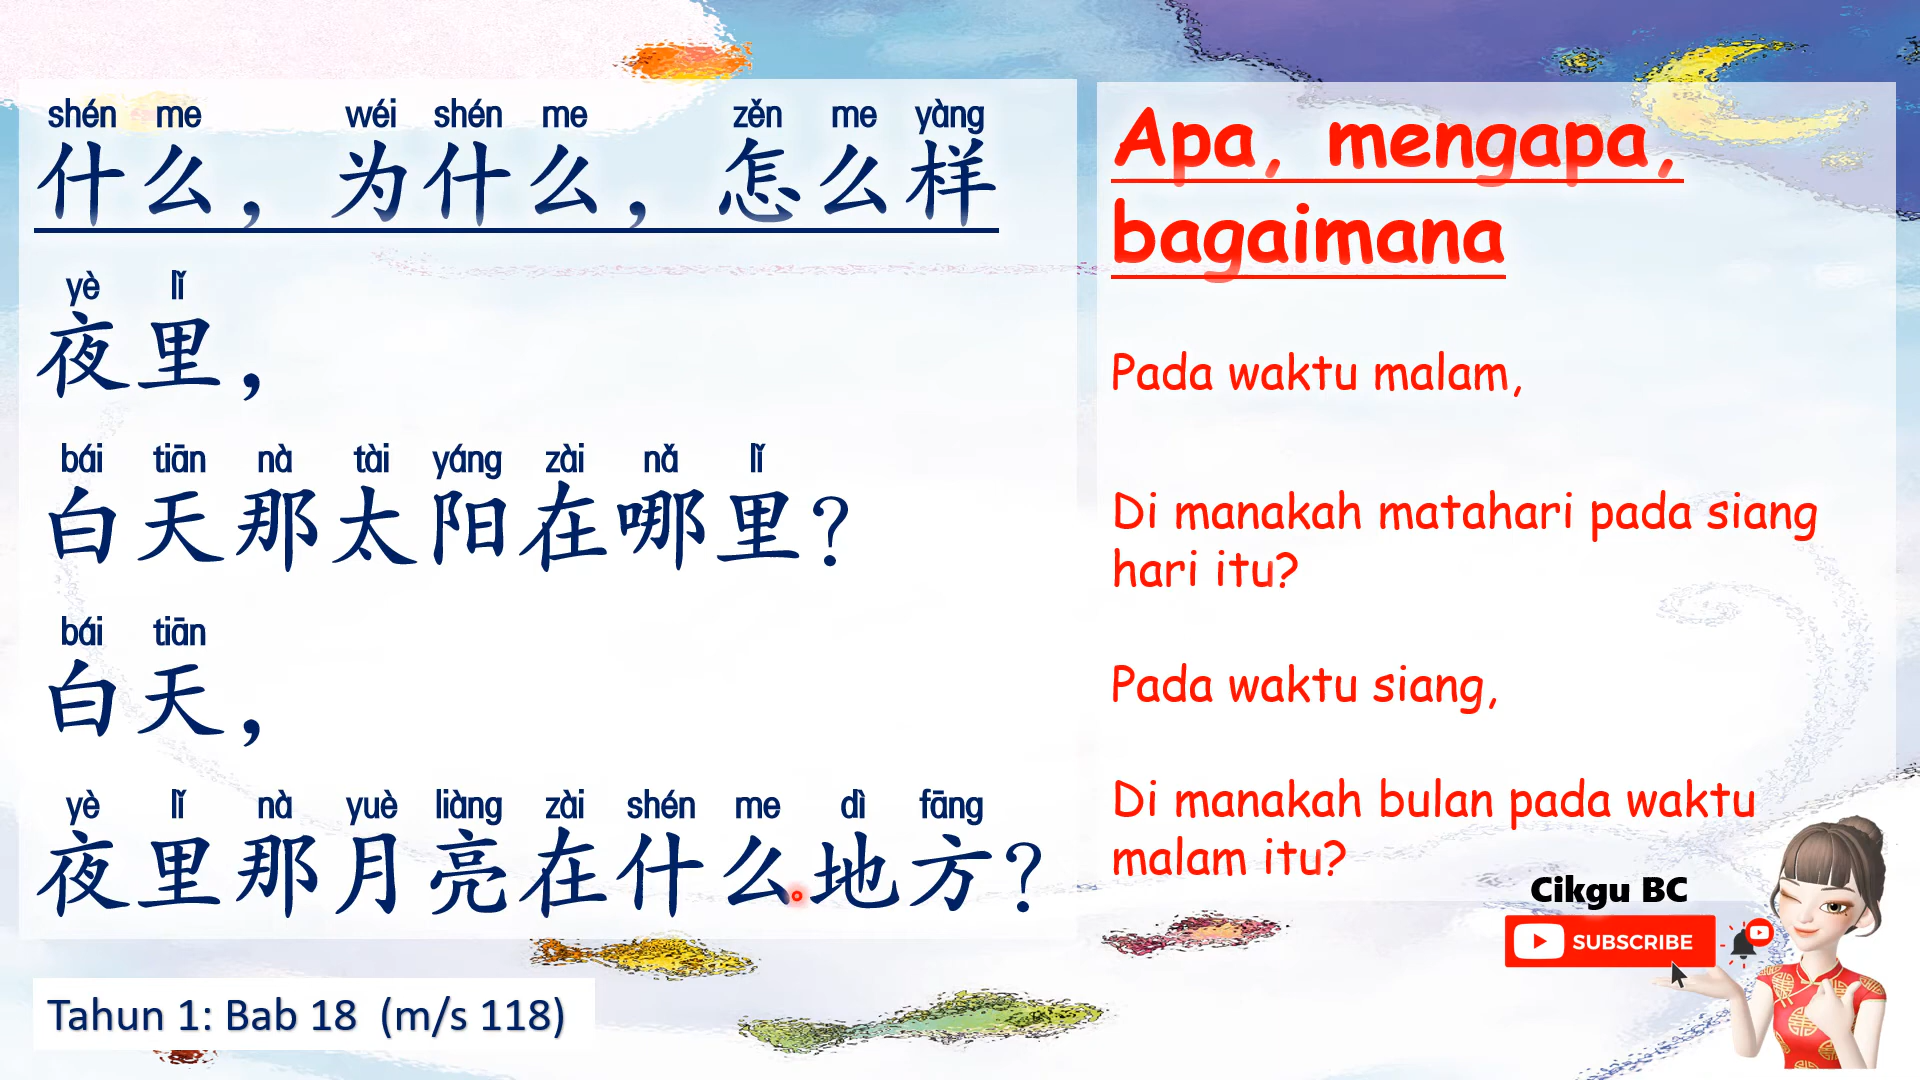 shén me wéi shén me zěn me yàng
什么，为什么，怎么样
yè lǐ
夜里，
bái tiān nà tài yáng zài nǎ lǐ
白天那太阳在哪里？
bái tiān
白天，
yè lǐ nà yuè liàng zài shén me dì fāng
夜里那月亮在什么地方？
Tahun 1: Bab 18 (m/s 118)
Apa, mengapa,
bagaimana
Pada waktu malam,
Di manakah matahari pada siang
hari itu?
Pada waktu siang,
Di manakah bulan pada waktu
malam itu?
Cikgu BC
SUBSCRIBE